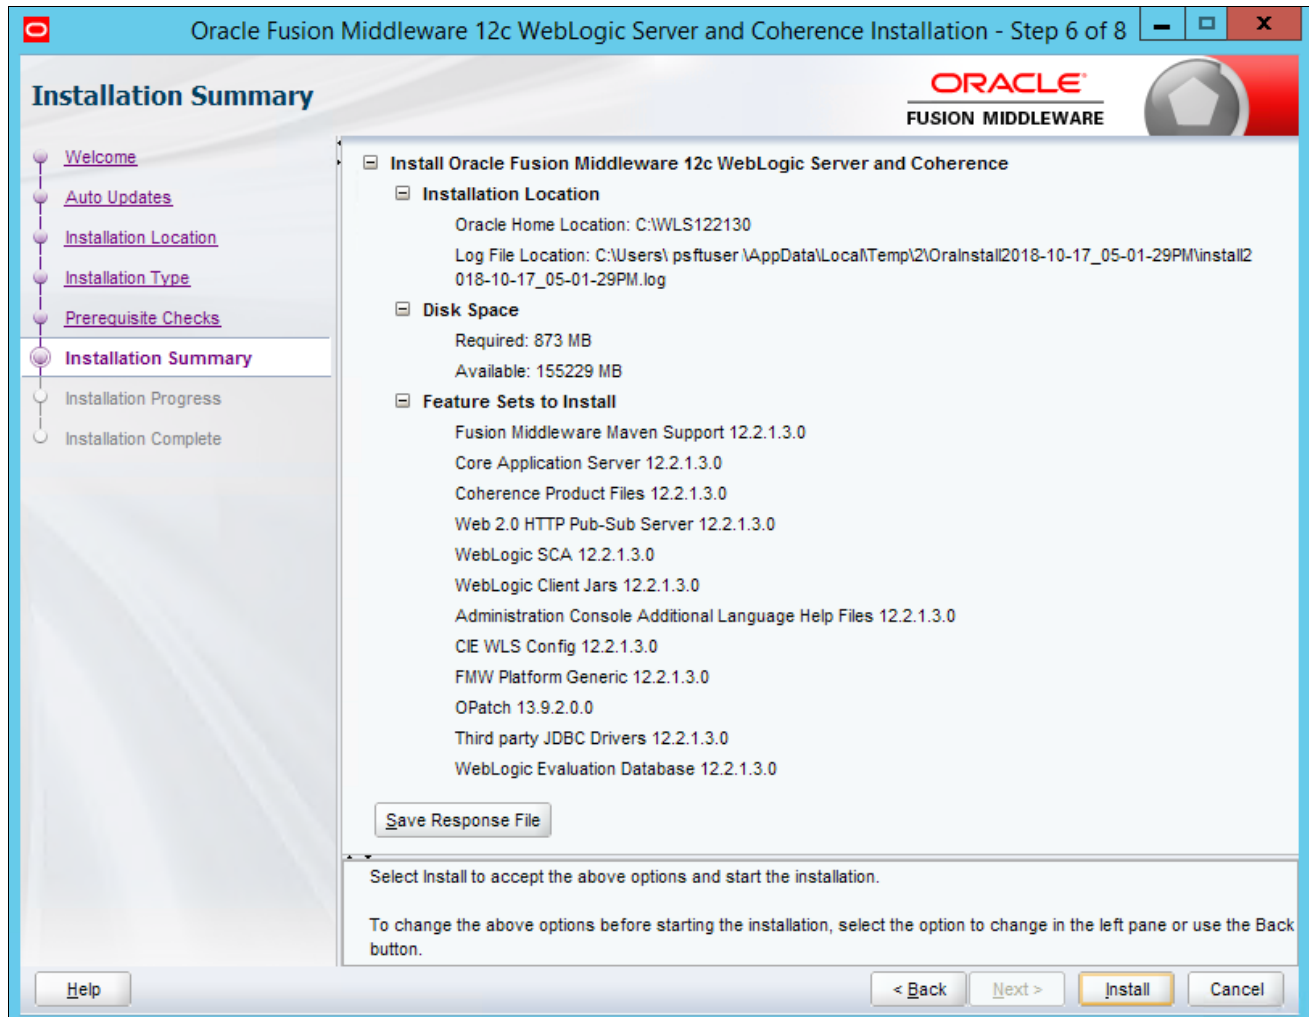 Oracle Fusion Middleware 12c WebLogic Server and Coherence Installation - Step 6 of 8
Installation Summary
ORACLE
FUSION MIDDLEWARE
Welcome
Auto Updates
Installation Location
Installation Type
Prerequisite Checks
Installation Summary
Installation Progress
Installation Complete
Install Oracle Fusion Middleware 12c WebLogic Server and Coherence
Installation Location
Oracle Home Location: C:\WLS122130
Log File Location: C:\Users\ psftuser \AppData\Local\Temp\2\OraInstall2018-10-17_05-01-29PM\install2
018-10-17_05-01-29PM.log
Disk Space
Required: 873 MB
Available: 155229 MB
Feature Sets to Install
Fusion Middleware Maven Support 12.2.1.3.0
Core Application Server 12.2.1.3.0
Coherence Product Files 12.2.1.3.0
Web 2.0 HTTP Pub-Sub Server 12.2.1.3.0
WebLogic SCA 12.2.1.3.0
WebLogic Client Jars 12.2.1.3.0
Administration Console Additional Language Help Files 12.2.1.3.0
CIE WLS Config 12.2.1.3.0
FMW Platform Generic 12.2.1.3.0
OPatch 13.9.2.0.0
Third party JDBC Drivers 12.2.1.3.0
WebLogic Evaluation Database 12.2.1.3.0
Save Response File
Select Install to accept the above options and start the installation.
To change the above options before starting the installation, select the option to change in the left pane or use the Back
button.
Help
< Back
Next >
Install
Cancel